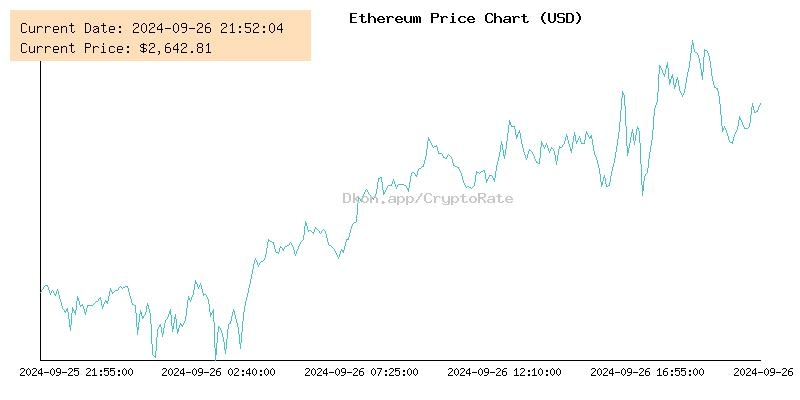 Ethereum Price Chart (USD)
Current Date: 2024-09-26 21:52:04
Current Price: $2,642.81
Dkon.app/CryptoRate
2024-09-25 21:55:00 2024-09-26 02:40:00 2024-09-26 07:25:00 2024-09-26 12:10:00 2024-09-26 16:55:00 2024-09-26